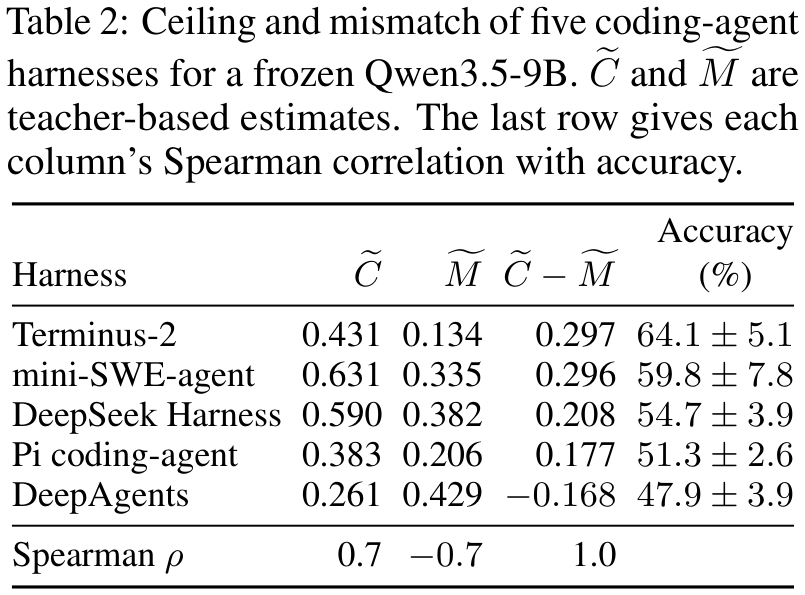 Table 2: Ceiling and mismatch of five coding-agent
harnesses for a frozen Qwen3.5-9B. C̃ and M̃ are
teacher-based estimates. The last row gives each
column's Spearman correlation with accuracy.
Harness C̃ M̃ C̃ − M̃ Accuracy (%)
Terminus-2 0.431 0.134 0.297 64.1 ± 5.1
mini-SWE-agent 0.631 0.335 0.296 59.8 ± 7.8
DeepSeek Harness 0.590 0.382 0.208 54.7 ± 3.9
Pi coding-agent 0.383 0.206 0.177 51.3 ± 2.6
DeepAgents 0.261 0.429 −0.168 47.9 ± 3.9
Spearman ρ 0.7 −0.7 1.0